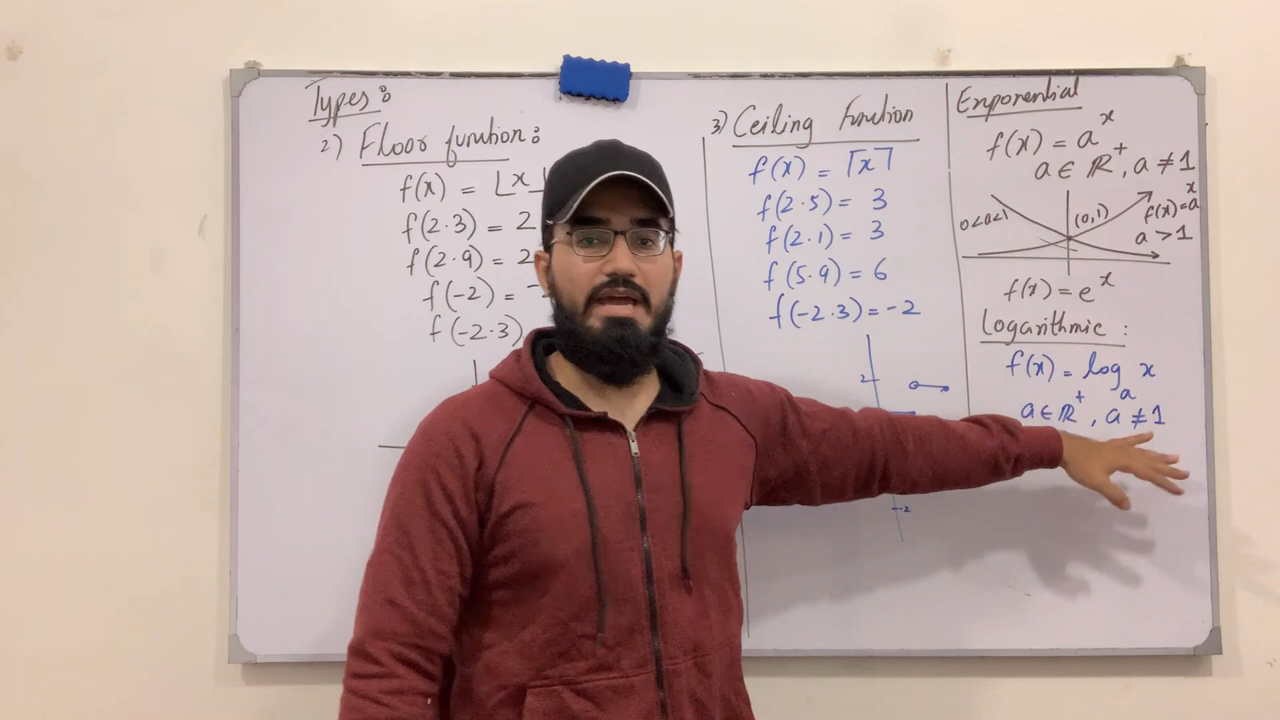 Types:
2) Floor function:
f(x) = ⌊x⌋
f(2.3) = 2
f(2.9) = 2
f(-2) = -
f(-2.3)
3) Ceiling Function
f(x) = ⌈x⌉
f(2.5) = 3
f(2.1) = 3
f(5.9) = 6
f(-2.3) = -2
2
-2
Exponential
f(x) = a^x
a ∈ ℝ⁺, a ≠ 1
0<a<1
(0,1)
f(x)=a^x
a >1
f(x) = e^x
Logarithmic:
f(x) = log_a x
a ∈ ℝ⁺, a ≠ 1